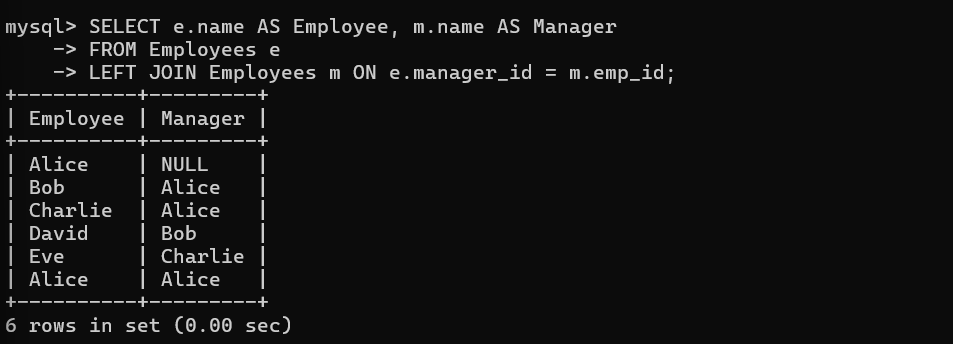 mysql> SELECT e.name AS Employee, m.name AS Manager
    -> FROM Employees e
    -> LEFT JOIN Employees m ON e.manager_id = m.emp_id;
+----------+---------+
| Employee | Manager |
+----------+---------+
| Alice    | NULL    |
| Bob      | Alice   |
| Charlie  | Alice   |
| David    | Bob     |
| Eve      | Charlie |
| Alice    | Alice   |
+----------+---------+
6 rows in set (0.00 sec)